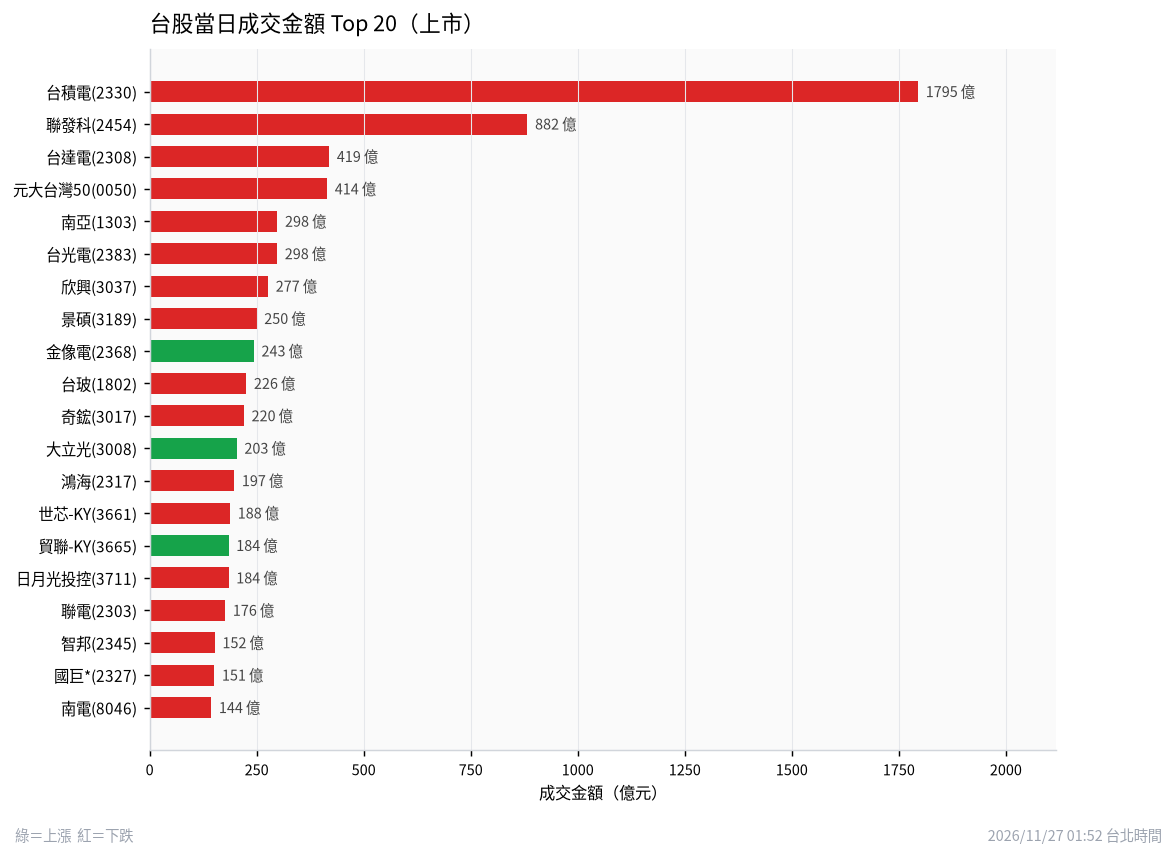 台股當日成交金額 Top 20（上市）
台積電(2330) 1795 億
聯發科(2454) 882 億
台達電(2308) 419 億
元大台灣50(0050) 414 億
南亞(1303) 298 億
台光電(2383) 298 億
欣興(3037) 277 億
景碩(3189) 250 億
金像電(2368) 243 億
台玻(1802) 226 億
奇鋐(3017) 220 億
大立光(3008) 203 億
鴻海(2317) 197 億
世芯-KY(3661) 188 億
貿聯-KY(3665) 184 億
日月光投控(3711) 184 億
聯電(2303) 176 億
智邦(2345) 152 億
國巨*(2327) 151 億
南電(8046) 144 億
0 250 500 750 1000 1250 1500 1750 2000
成交金額（億元）
綠＝上漲 紅＝下跌
2026/11/27 01:52 台北時間